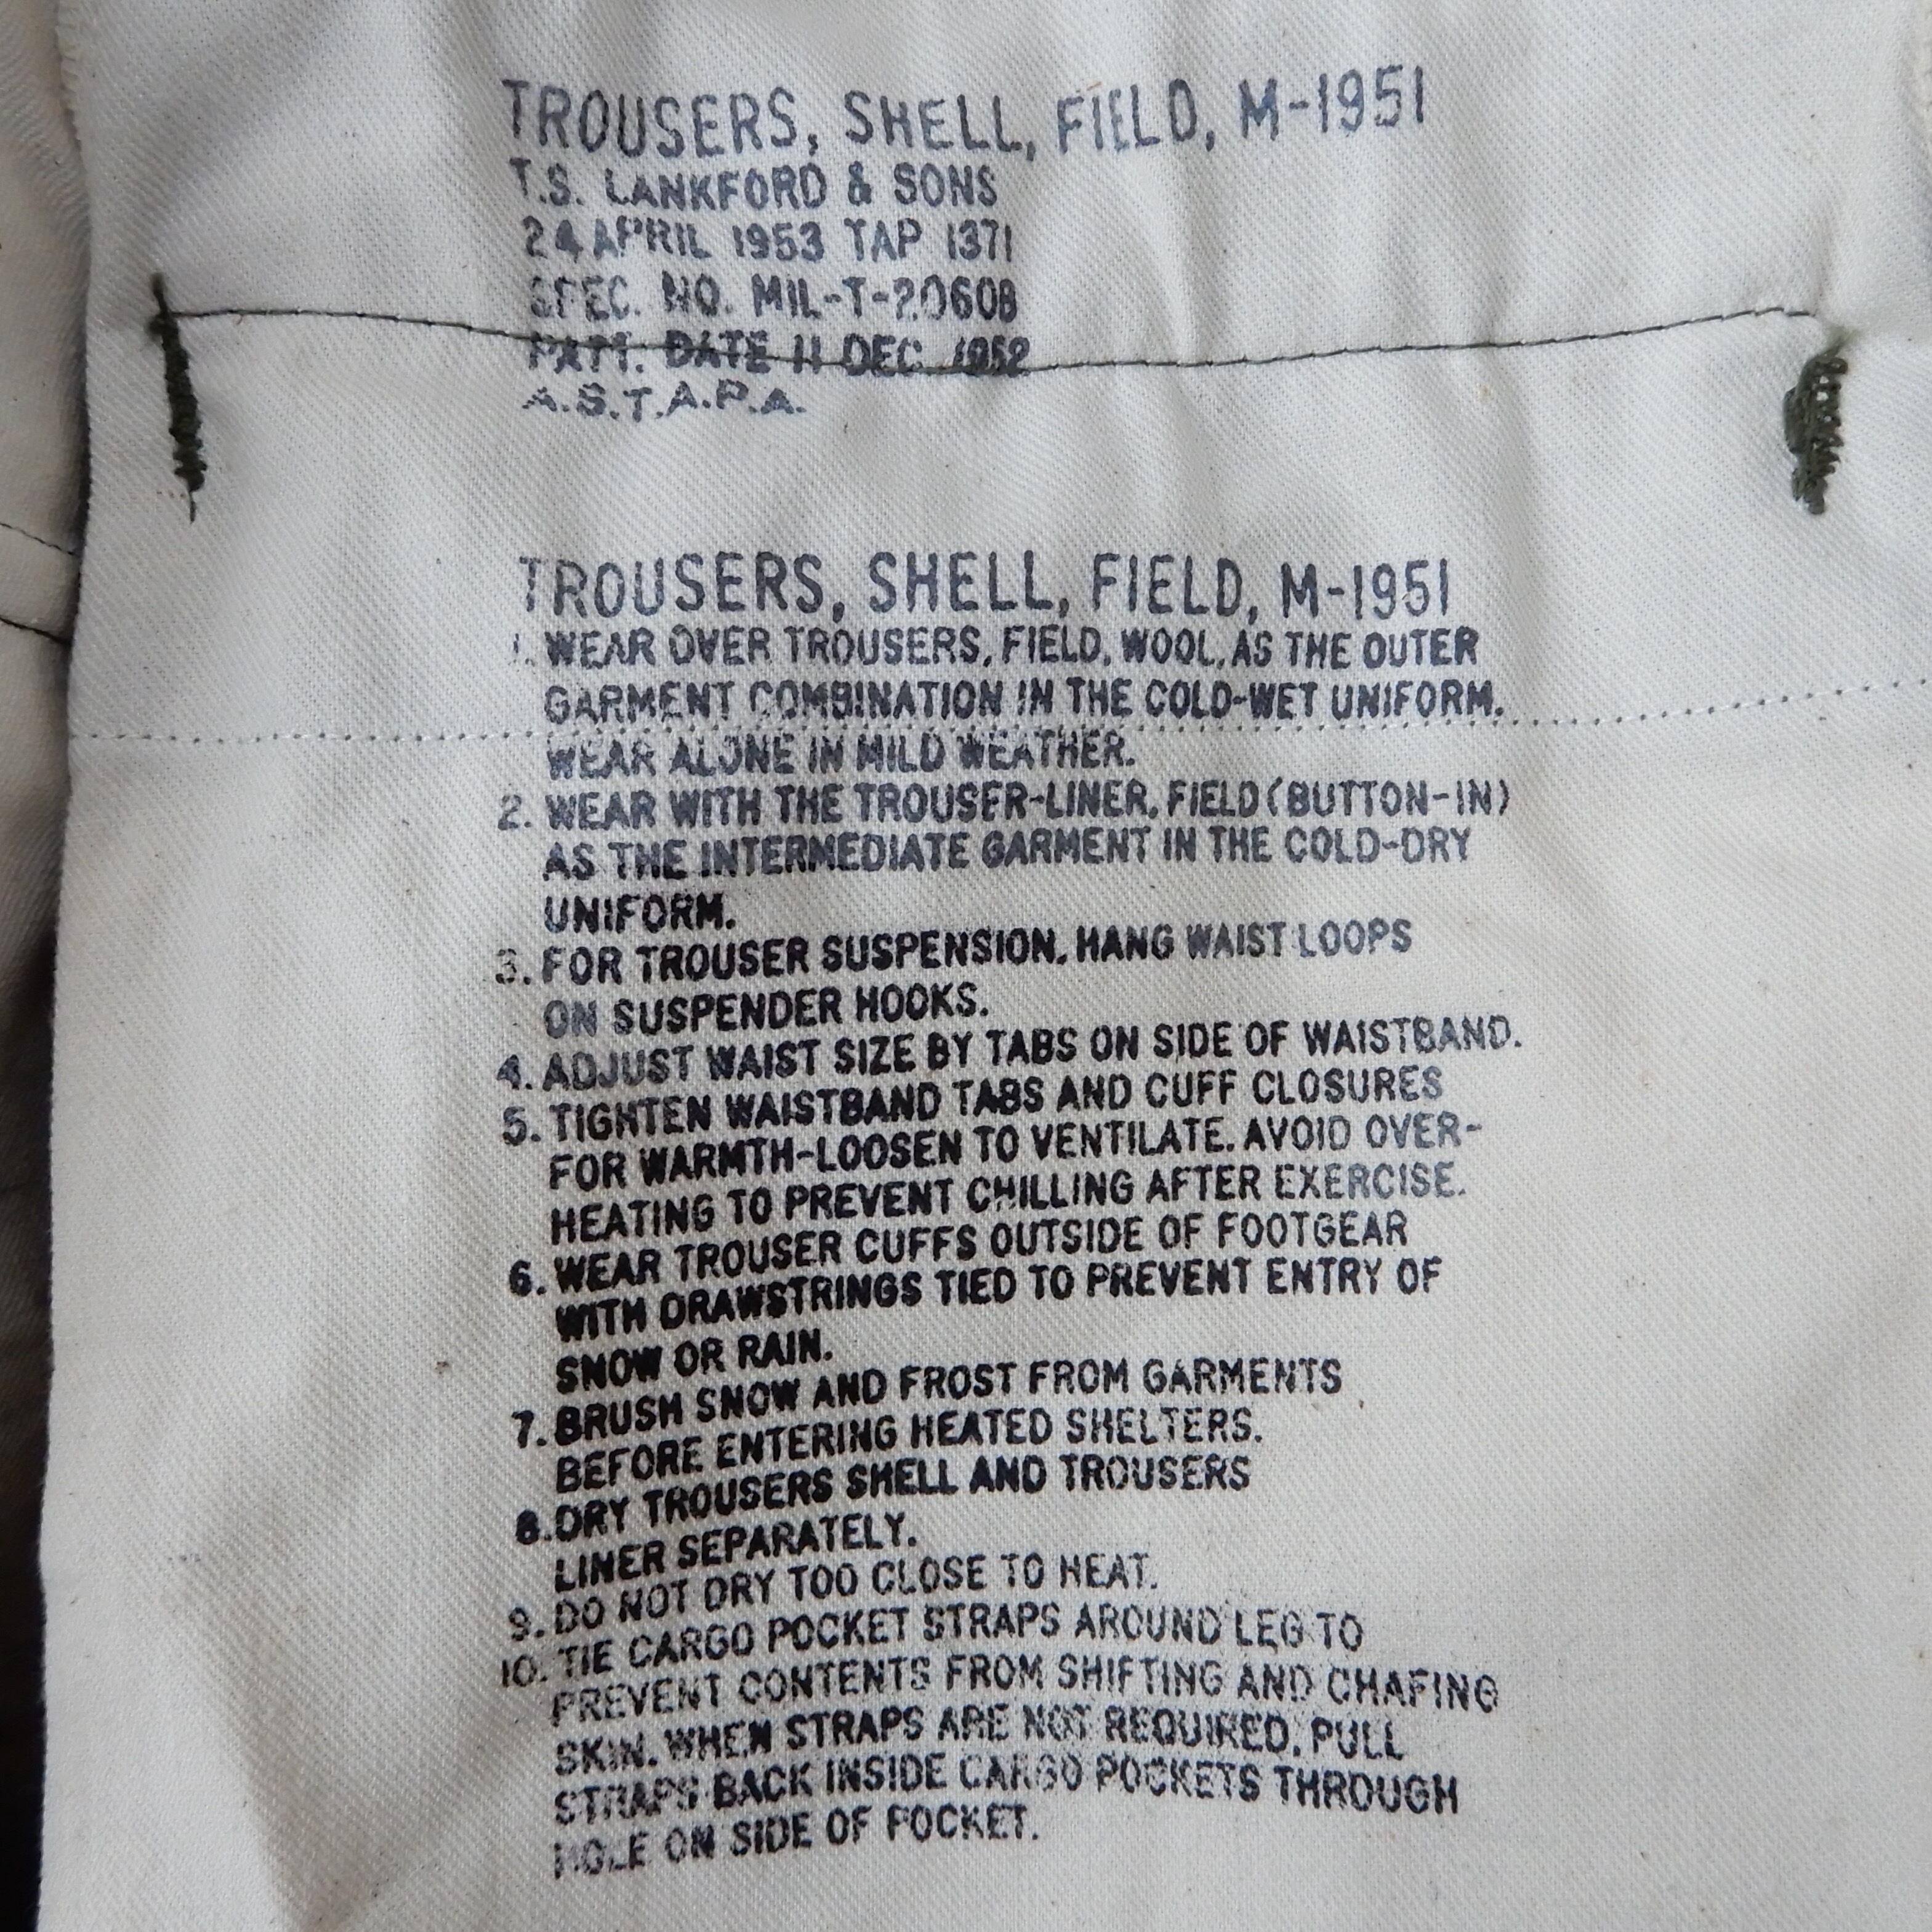 TROUSERS, SHELL, FIELD, M-1951
T.S. LANKFORD & SONS
24 APRIL 1953 TAP 1371
SPEC. NO. MIL-T-20608
PATT. DATE 11 DEC. 1952
A.S.T.A.P.A.
TROUSERS, SHELL, FIELD, M-1951
1. WEAR OVER TROUSERS, FIELD, WOOL, AS THE OUTER
GARMENT COMBINATION IN THE COLD-WET UNIFORM.
WEAR ALONE IN MILD WEATHER.
2. WEAR WITH THE TROUSER-LINER, FIELD (BUTTON-IN)
AS THE INTERMEDIATE GARMENT IN THE COLD-DRY
UNIFORM.
3. FOR TROUSER SUSPENSION, HANG WAIST LOOPS
ON SUSPENDER HOOKS.
4. ADJUST WAIST SIZE BY TABS ON SIDE OF WAISTBAND.
5. TIGHTEN WAISTBAND TABS AND CUFF CLOSURES
FOR WARMTH-LOOSEN TO VENTILATE. AVOID OVER-
HEATING TO PREVENT CHILLING AFTER EXERCISE.
6. WEAR TROUSER CUFFS OUTSIDE OF FOOTGEAR
WITH DRAWSTRINGS TIED TO PREVENT ENTRY OF
SNOW OR RAIN.
7. BRUSH SNOW AND FROST FROM GARMENTS
BEFORE ENTERING HEATED SHELTERS.
8. DRY TROUSERS SHELL AND TROUSERS
LINER SEPARATELY.
9. DO NOT DRY TOO CLOSE TO HEAT.
10. TIE CARGO POCKET STRAPS AROUND LEG TO
PREVENT CONTENTS FROM SHIFTING AND CHAFING
SKIN. WHEN STRAPS ARE NOT REQUIRED, PULL
STRAPS BACK INSIDE CARGO POCKETS THROUGH
HOLE ON SIDE OF POCKET.